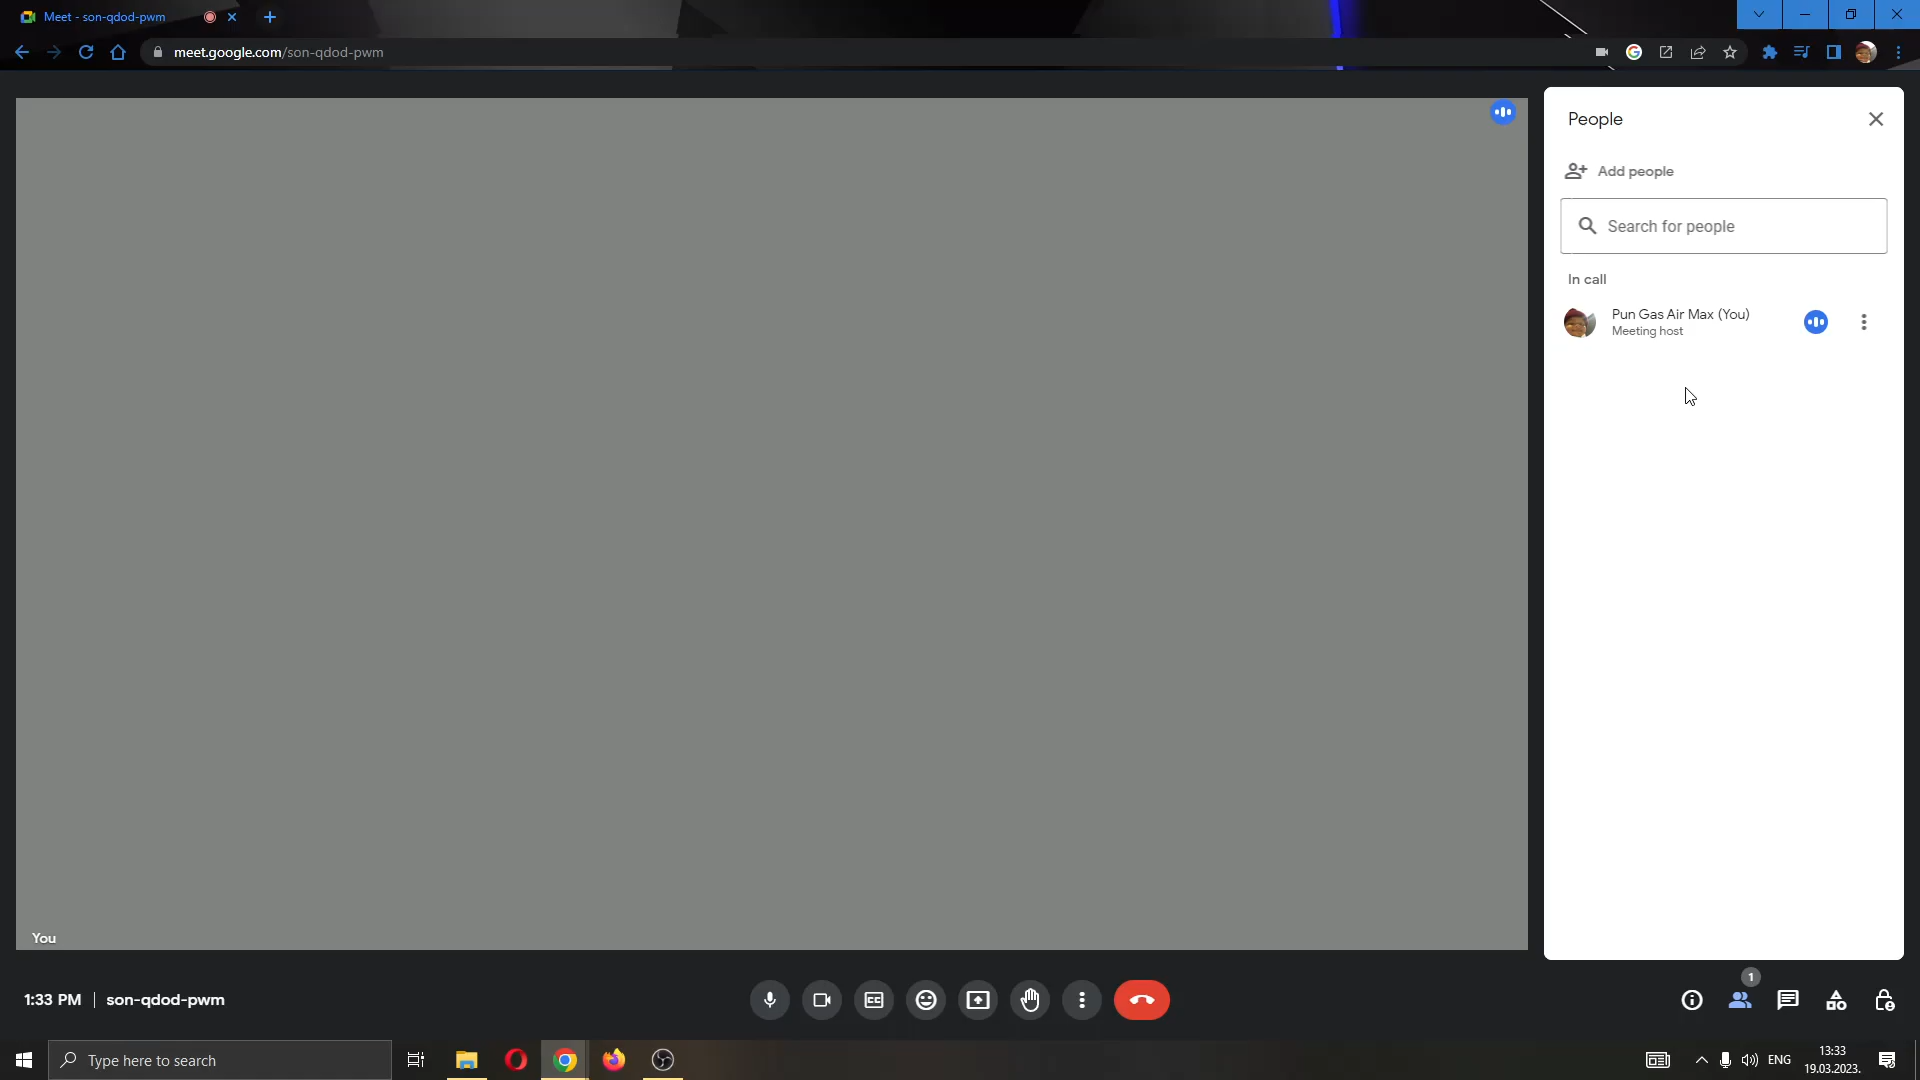 Meet - son-qdod-pwm
meet.google.com/son-qdod-pwm
People
Add people
Search for people
In call
Pun Gas Air Max (You)
Meeting host
You
1:33 PM | son-qdod-pwm
CC
1
Type here to search
ENG
13:33
19.03.2023.